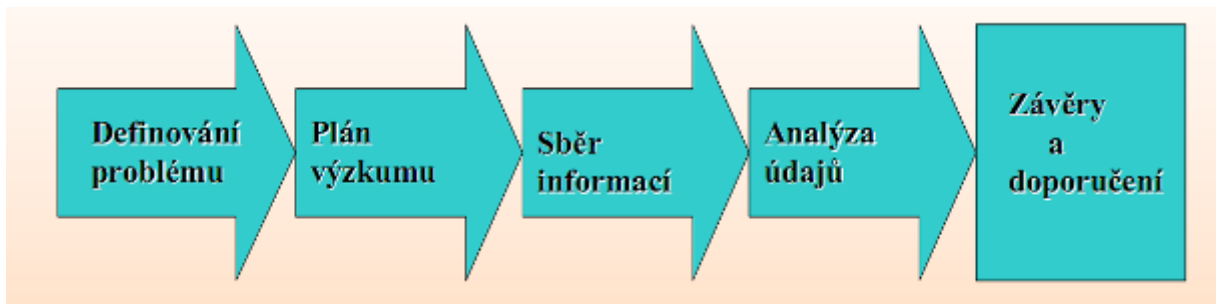 Definování
problému
Plán
výzkumu
Sběr
informací
Analýza
údajů
Závěry
a
doporučení